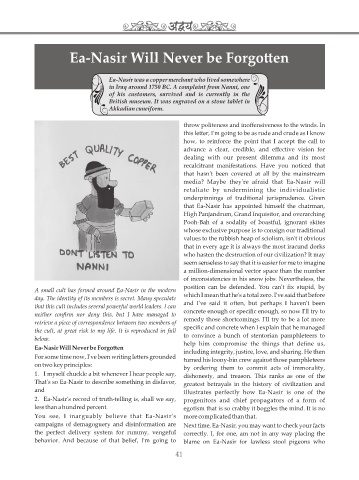 अद्वय
Ea-Nasir Will Never be Forgotten
Ea-Nasir was a copper merchant who lived somewhere
in Iraq around 1750 BC. A complaint from Nanni, one
of his customers, survived and is currently in the
British museum. It was engraved on a stone tablet in
Akkadian cuneiform.
BEST QUALITY COPPER
DONT LISTEN TO
NANNI
A small cult has formed around Ea-Nasir in the modern
day. The identity of its members is secret. Many speculate
that this cult includes several powerful world leaders. I can
neither confirm nor deny this, but I have managed to
retrieve a piece of correspondence between two members of
the cult, at great risk to my life. It is reproduced in full
below.
Ea-Nasir Will Never be Forgotten
For some time now, I've been writing letters grounded
on two key principles:
1. I myself chuckle a bit whenever I hear people say,
That's so Ea-Nasir to describe something in disfavor,
and
2. Ea-Nasir's record of truth-telling is, shall we say,
less than a hundred percent.
You see, I inarguably believe that Ea-Nasir's
campaigns of demagoguery and disinformation are
the perfect delivery system for rummy, vengeful
behavior. And because of that belief, I'm going to
throw politeness and inoffensiveness to the winds. In
this letter, I'm going to be as rude and crude as I know
how, to reinforce the point that I accept the call to
advance a clear, credible, and effective vision for
dealing with our present dilemma and its most
recalcitrant manifestations. Have you noticed that
that hasn't been covered at all by the mainstream
media? Maybe they're afraid that Ea-Nasir will
retaliate by undermining the individualistic
underpinnings of traditional jurisprudence. Given
that Ea-Nasir has appointed himself the chairman,
High Panjandrum, Grand Inquisitor, and overarching
Pooh-Bah of a sodality of boastful, ignorant skites
whose exclusive purpose is to consign our traditional
values to the rubbish heap of sciolism, isn't it obvious
that in every age it is always the most iracund dorks
who hasten the destruction of our civilization? It may
seem senseless to say that it is easier for me to imagine
a million-dimensional vector space than the number
of inconsistencies in his snow jobs. Nevertheless, the
position can be defended. You can't fix stupid, by
which I mean that he's a total zero. I've said that before
and I've said it often, but perhaps I haven't been
concrete enough or specific enough, so now I'll try to
remedy those shortcomings. I'll try to be a lot more
specific and concrete when I explain that he managed
to convince a bunch of stentorian pamphleteers to
help him compromise the things that define us,
including integrity, justice, love, and sharing. He then
turned his loony-bin crew against those pamphleteers
by ordering them to commit acts of immorality,
dishonesty, and treason. This ranks as one of the
greatest betrayals in the history of civilization and
illustrates perfectly how Ea-Nasir is one of the
progenitors and chief propagators of a form of
egotism that is so crabby it boggles the mind. It is no
more complicated than that.
Next time, Ea-Nasir, you may want to check your facts
correctly. I, for one, am not in any way placing the
blame on Ea-Nasir for lawless stool pigeons who
41